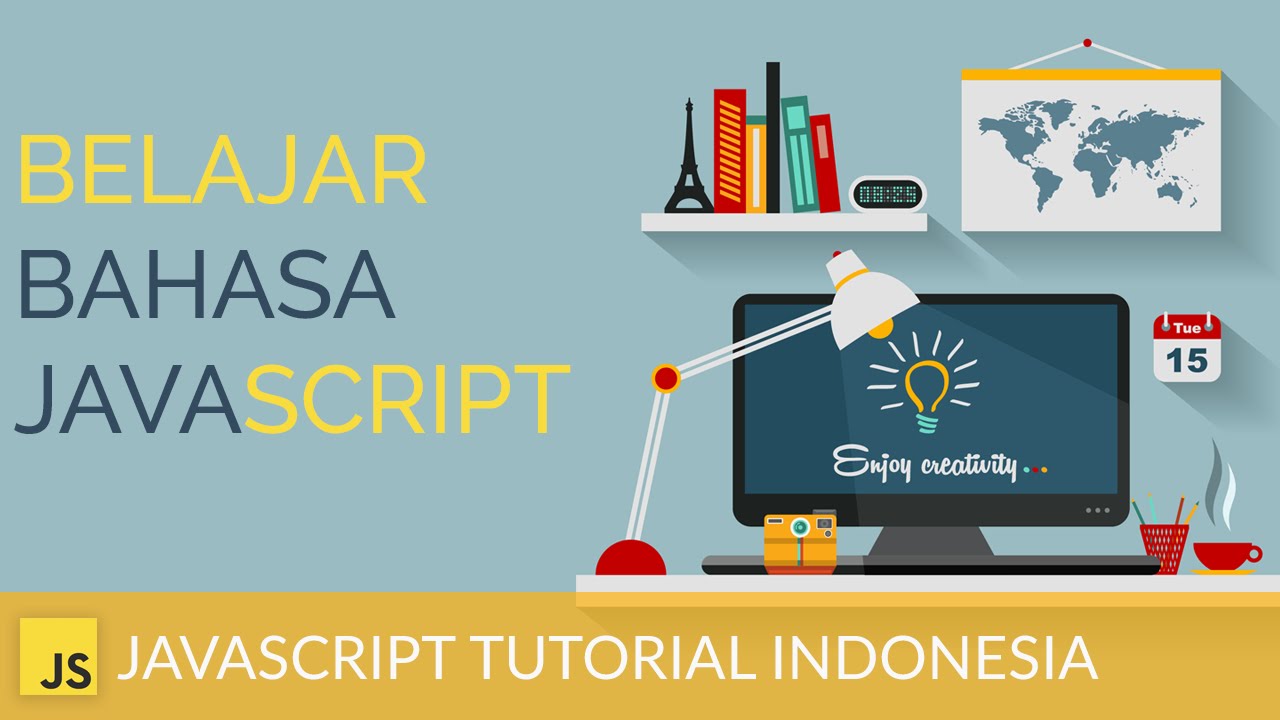 BELAJAR
BAHASA
JAVASCRIPT
Tue
15
Enjoy creativity...
JS
JAVASCRIPT TUTORIAL INDONESIA